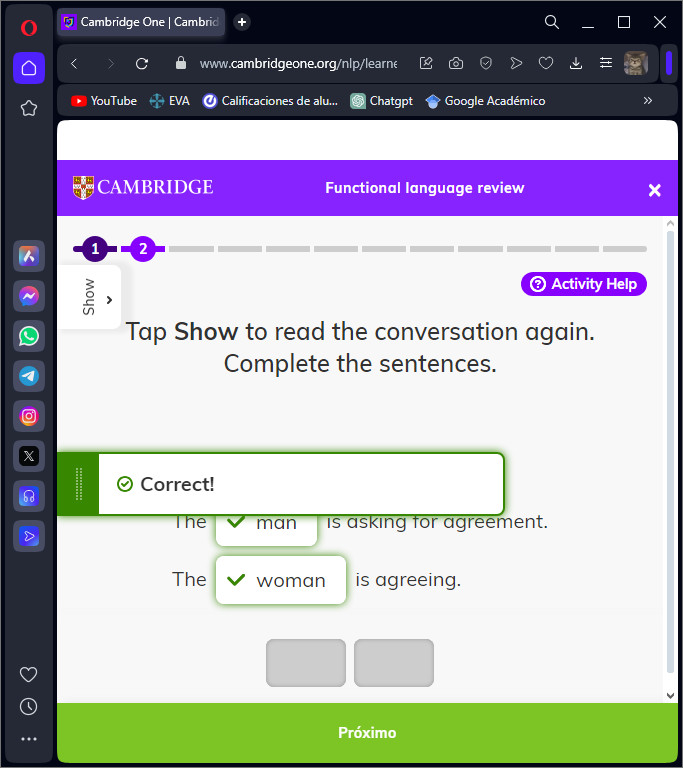 Cambridge One | Cambrid
www.cambridgeone.org/nlp/learne
YouTube EVA Calificaciones de alu... Chatgpt Google Académico »
CAMBRIDGE Functional language review
1 2
Show
Activity Help
Tap Show to read the conversation again.
Complete the sentences.
Correct!
The man is asking for agreement.
The woman is agreeing.
Próximo